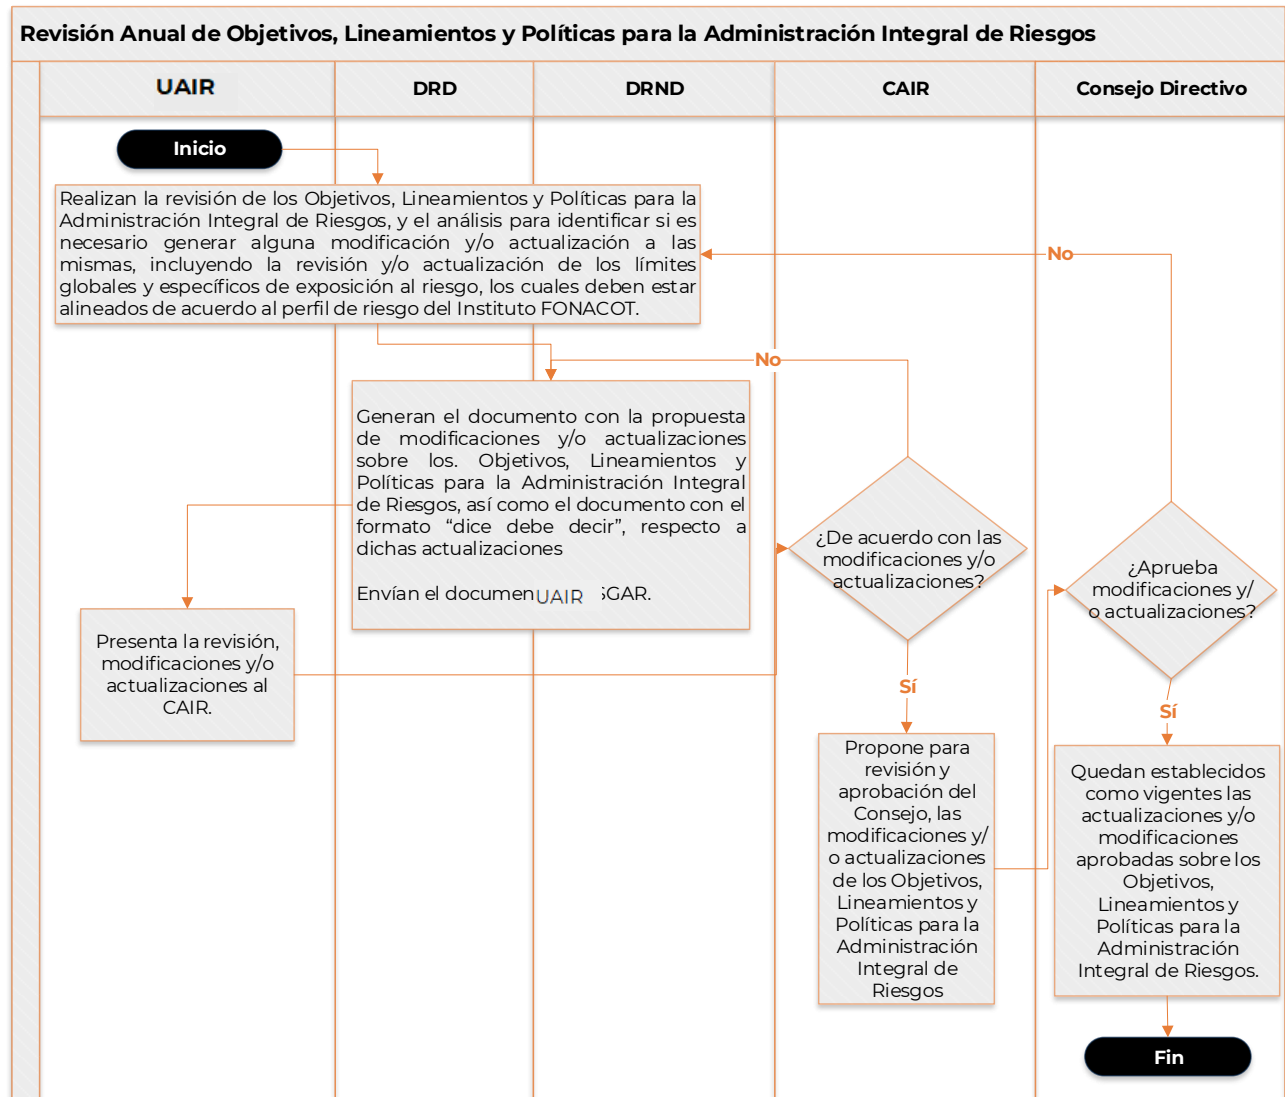 Revisión Anual de Objetivos, Lineamientos y Políticas para la Administración Integral de Riesgos
UAIR
DRD
DRND
CAIR
Consejo Directivo
Inicio
Realizan la revisión de los Objetivos, Lineamientos y Políticas para la
Administración Integral de Riesgos, y el análisis para identificar si es
necesario generar alguna modificación y/o actualización a las
mismas, incluyendo la revisión y/o actualización de los límites
globales y específicos de exposición al riesgo, los cuales deben estar
alineados de acuerdo al perfil de riesgo del Instituto FONACOT.
No
No
Generan el documento con la propuesta
de modificaciones y/o actualizaciones
sobre los. Objetivos, Lineamientos y
Políticas para la Administración Integral
de Riesgos, así como el documento con el
formato “dice debe decir”, respecto a
dichas actualizaciones
Envían el documen UAIR SGAR.
Presenta la revisión,
modificaciones y/o
actualizaciones al
CAIR.
¿De acuerdo con las
modificaciones y/o
actualizaciones?
Sí
Propone para
revisión y
aprobación del
Consejo, las
modificaciones y/
o actualizaciones
de los Objetivos,
Lineamientos y
Políticas para la
Administración
Integral de
Riesgos
¿Aprueba
modificaciones y/
o actualizaciones?
Sí
Quedan establecidos
como vigentes las
actualizaciones y/o
modificaciones
aprobadas sobre los
Objetivos,
Lineamientos y
Políticas para la
Administración
Integral de Riesgos.
Fin